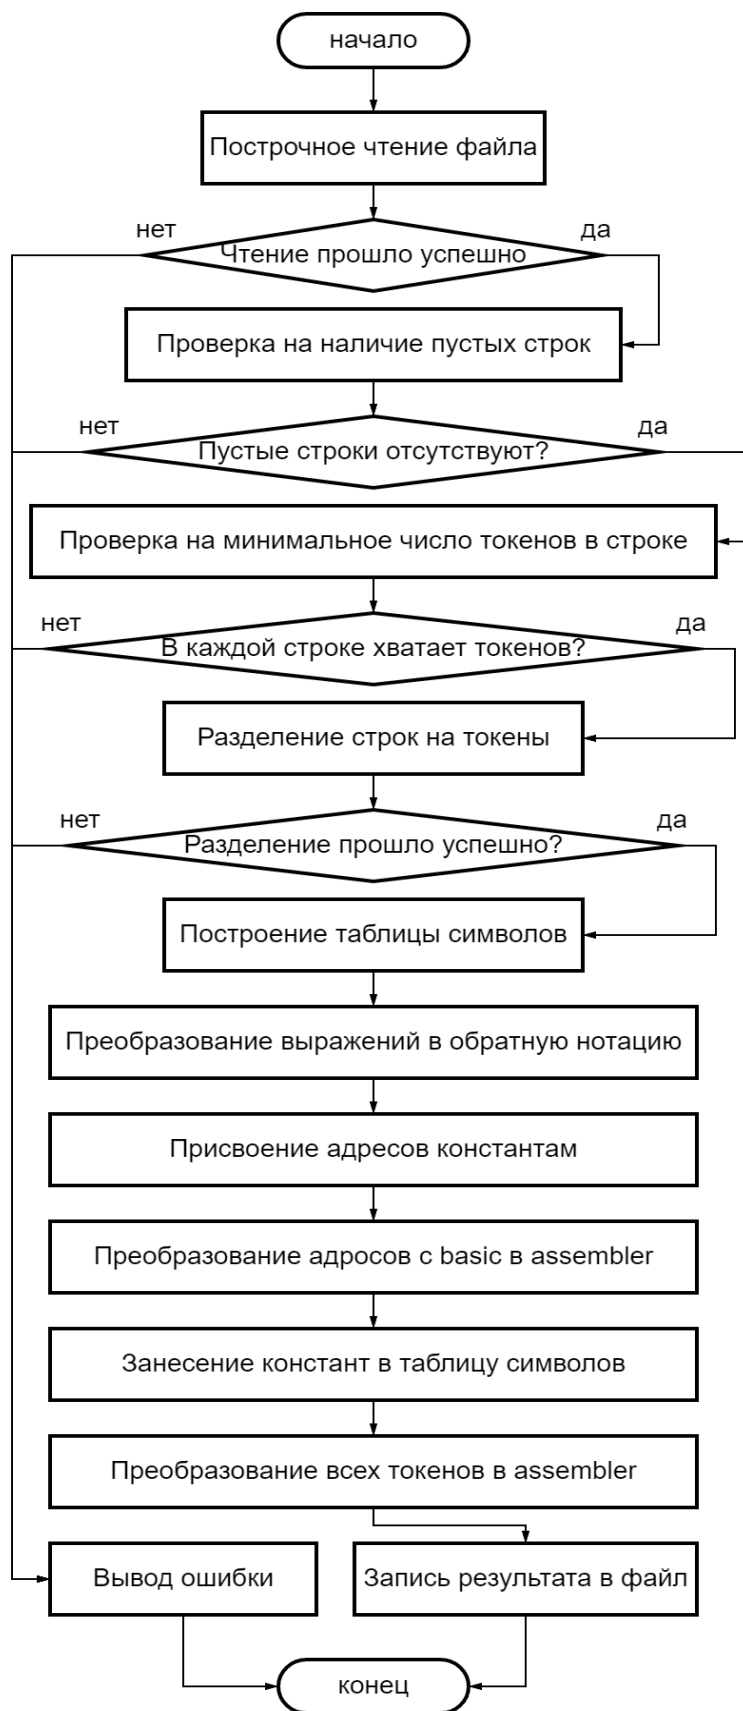 начало
Построчное чтение файла
нет
да
Чтение прошло успешно
Проверка на наличие пустых строк
нет
да
Пустые строки отсутствуют?
Проверка на минимальное число токенов в строке
нет
да
В каждой строке хватает токенов?
Разделение строк на токены
нет
да
Разделение прошло успешно?
Построение таблицы символов
Преобразование выражений в обратную нотацию
Присвоение адресов константам
Преобразование адросов с basic в assembler
Занесение констант в таблицу символов
Преобразование всех токенов в assembler
Вывод ошибки
Запись результата в файл
конец